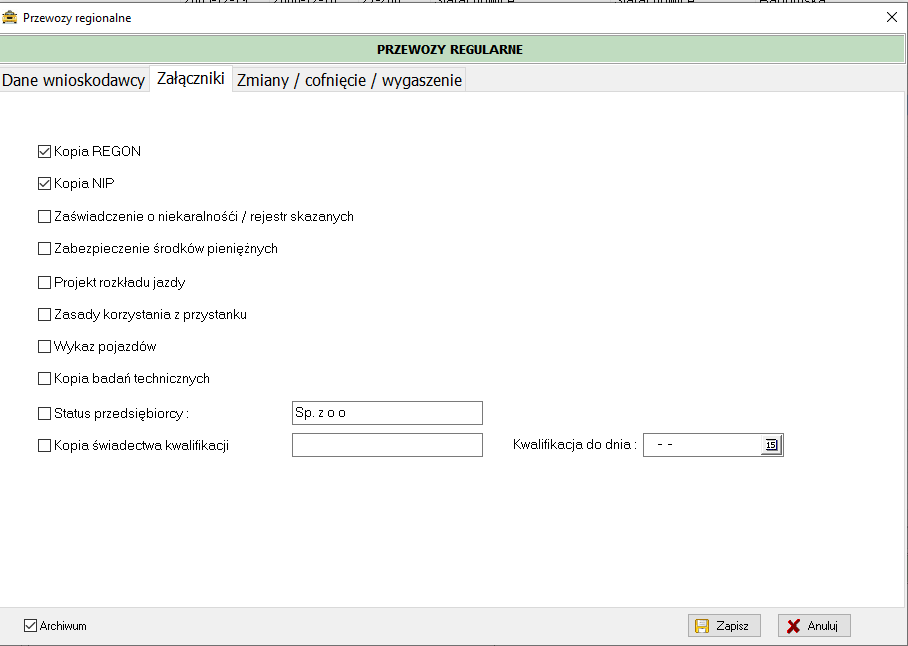 Przewozy regionalne
PRZEWOZY REGULARNE
Dane wnioskodawcy Załączniki Zmiany / cofnięcie / wygaszenie
Kopia REGON
Kopia NIP
Zaświadczenie o niekaralnośći / rejestr skazanych
Zabezpieczenie środków pieniężnych
Projekt rozkładu jazdy
Zasady korzystania z przystanku
Wykaz pojazdów
Kopia badań technicznych
Status przedsiębiorcy : Sp. z o o
Kopia świadectwa kwalifikacji Kwalifikacja do dnia : - - 15
Archiwum Zapisz Anuluj